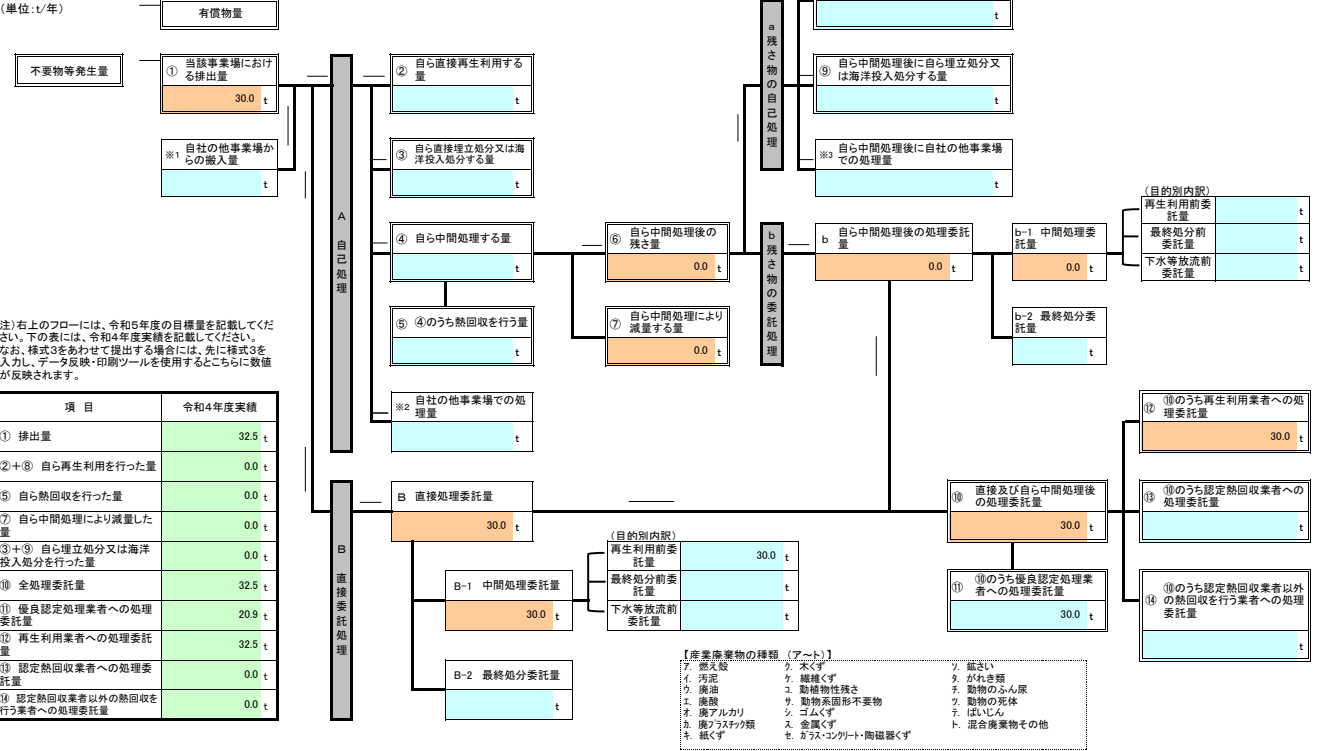 (単位:t/年)
有償物量
t
不要物等発生量
① 当該事業場におけ
る排出量
30.0 t
※1 自社の他事業場か
らの搬入量
t
A 自己処理
② 自ら直接再生利用する
量
t
③ 自ら直接埋立処分又は海
洋投入処分する量
t
④ 自ら中間処理する量
t
⑤ ④のうち熱回収を行う量
t
※2 自社の他事業場での処
理量
t
⑥ 自ら中間処理後の
残さ量
0.0 t
⑦ 自ら中間処理により
減量する量
0.0 t
a 残さ物の自己処理
⑨ 自ら中間処理後に自ら埋立処分又
は海洋投入処分する量
t
※3 自ら中間処理後に自社の他事業場
での処理量
t
b 残さ物の委託処理
b 自ら中間処理後の処理委託
量
0.0 t
b-1 中間処理委
託量
0.0 t
b-2 最終処分委
託量
t
(目的別内訳)
再生利用前委
託量
t
最終処分前
委託量
t
下水等放流前
委託量
t
注)右上のフローには、令和5年度の目標量を記載してくだ
さい。下の表には、令和4年度実績を記載してください。
なお、様式3をあわせて提出する場合には、先に様式3を
入力し、データ反映・印刷ツールを使用するとこちらに数値
が反映されます。
項 目 令和4年度実績
① 排出量 32.5 t
②+⑧ 自ら再生利用を行った量 0.0 t
⑤ 自ら熱回収を行った量 0.0 t
⑦ 自ら中間処理により減量した
量 0.0 t
③+⑨ 自ら埋立処分又は海洋
投入処分を行った量 0.0 t
⑩ 全処理委託量 32.5 t
⑪ 優良認定処理業者への処理
委託量 20.9 t
⑫ 再生利用業者への処理委託
量 32.5 t
⑬ 認定熱回収業者への処理委
託量 0.0 t
⑭ 認定熱回収業者以外の熱回収を
行う業者への処理委託量 0.0 t
B 直接委託処理
B 直接処理委託量
30.0 t
B-1 中間処理委託量
30.0 t
B-2 最終処分委託量
t
(目的別内訳)
再生利用前委
託量
30.0 t
最終処分前委
託量
t
下水等放流前
委託量
t
⑩ 直接及び自ら中間処理後
の処理委託量
30.0 t
⑪ ⑩のうち優良認定処理業
者への処理委託量
30.0 t
⑫ ⑩のうち再生利用業者への処
理委託量
30.0 t
⑬ ⑩のうち認定熱回収業者への
処理委託量
t
⑭ ⑩のうち認定熱回収業者以外
の熱回収を行う業者への処理
委託量
t
【産業廃棄物の種類 (ア~ト)】
ア. 燃え殻 ク. 木くず ソ. 鉱さい
イ. 汚泥 ケ. 繊維くず タ. がれき類
ウ. 廃油 コ. 動植物性残さ チ. 動物のふん尿
エ. 廃酸 サ. 動物系固形不要物 ツ. 動物の死体
オ. 廃アルカリ シ. ゴムくず テ. ばいじん
カ. 廃プラスチック類 ス. 金属くず ト. 混合廃棄物その他
キ. 紙くず セ. ガラス・コンクリート・陶磁器くず